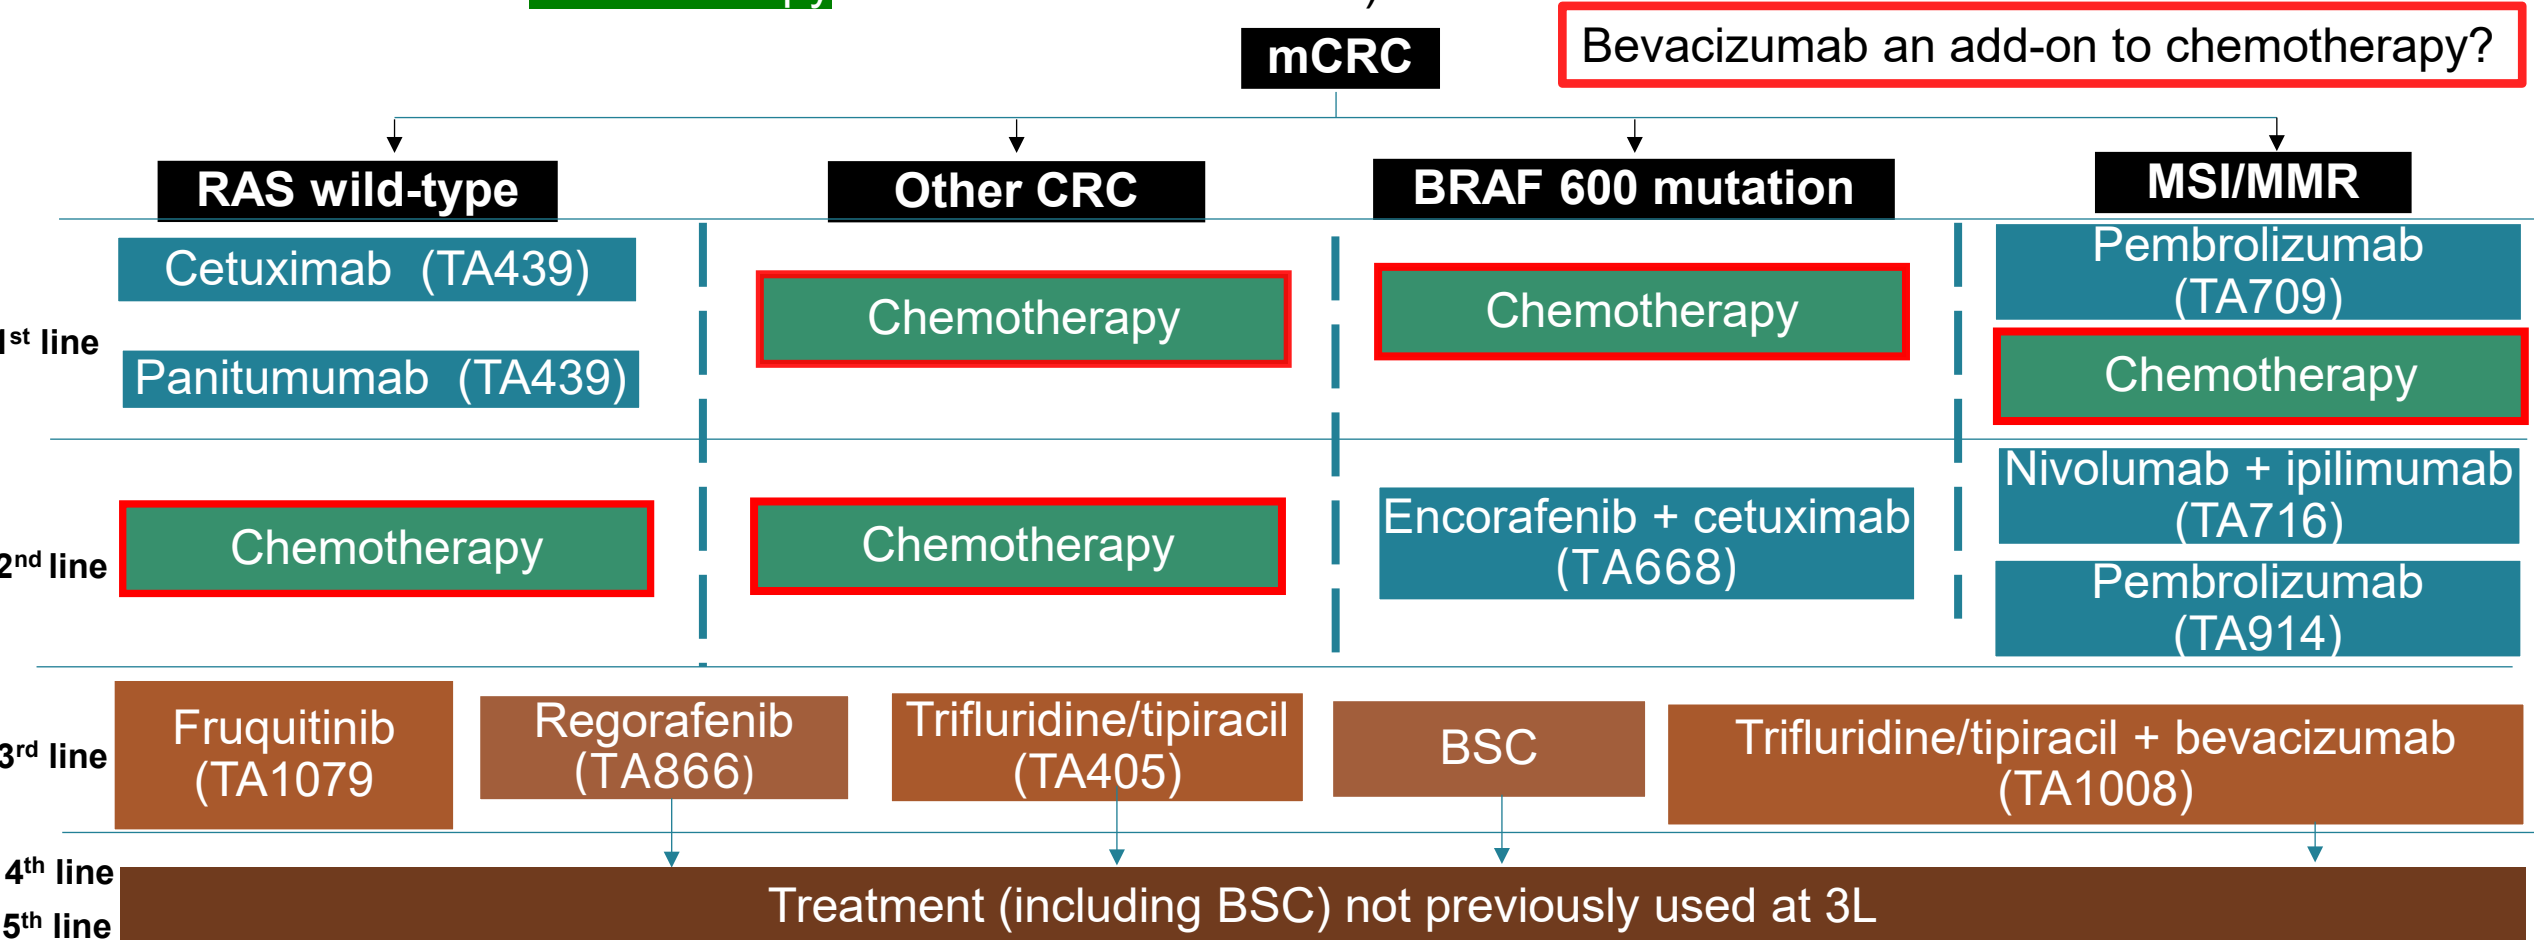 mCRC
Bevacizumab an add-on to chemotherapy?
RAS wild-type
Other CRC
BRAF 600 mutation
MSI/MMR
1st line
Cetuximab (TA439)
Panitumumab (TA439)
Chemotherapy
Chemotherapy
Pembrolizumab
(TA709)
Chemotherapy
2nd line
Chemotherapy
Chemotherapy
Encorafenib + cetuximab
(TA668)
Nivolumab + ipilimumab
(TA716)
Pembrolizumab
(TA914)
3rd line
Fruquitinib
(TA1079
Regorafenib
(TA866)
Trifluridine/tipiracil
(TA405)
BSC
Trifluridine/tipiracil + bevacizumab
(TA1008)
4th line
5th line
Treatment (including BSC) not previously used at 3L